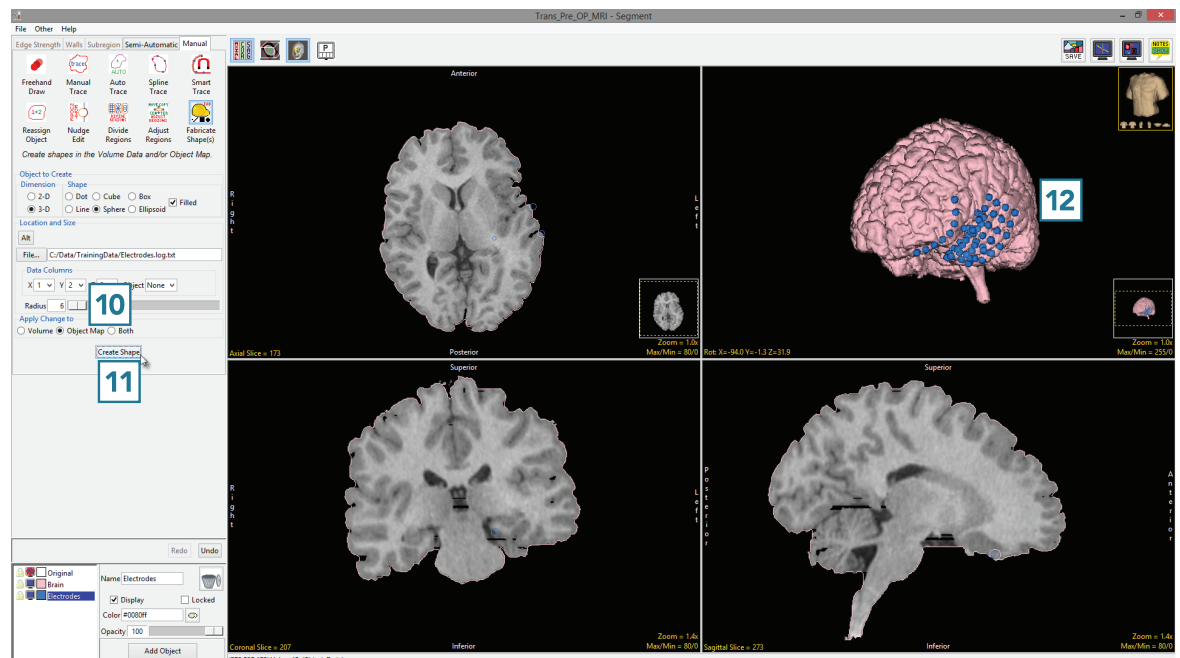 Trans_Pre_OP_MRI - Segment
File Other Help
Edge Strength Walls Subregion Semi-Automatic Manual
Freehand Draw
Manual Trace
Auto Trace
Spline Trace
Smart Trace
Reassign Object
Nudge Edit
Divide Regions
Adjust Regions
Fabricate Shape(s)
Create shapes in the Volume Data and/or Object Map.
Object to Create
Dimension Shape
2-D Dot Cube Box
3-D Line Sphere Ellipsoid Filled
Location and Size
Alt
File... C:/Data/TrainingData/Electrodes.log.txt
Data Columns
X 1 Y 2 None
Radius 6
10
Apply Change to
Volume Object Map Both
Create Shape
11
Redo Undo
Original
Brain
Electrodes
Name Electrodes
Display Locked
Color #0080ff
Opacity 100
Add Object
P
SAVE
NOTES
Anterior
Right
Left
Zoom = 1.0x
Axial Slice = 173 Posterior Max/Min = 80/0
12
Zoom = 1.0x
Rot: X=-94.0 Y=-1.3 Z=31.9 Max/Min = 255/0
Superior
Right
Left
Zoom = 1.4x
Coronal Slice = 207 Inferior Max/Min = 80/0
Superior
Posterior
Anterior
Zoom = 1.4x
Sagittal Slice = 273 Inferior Max/Min = 80/0